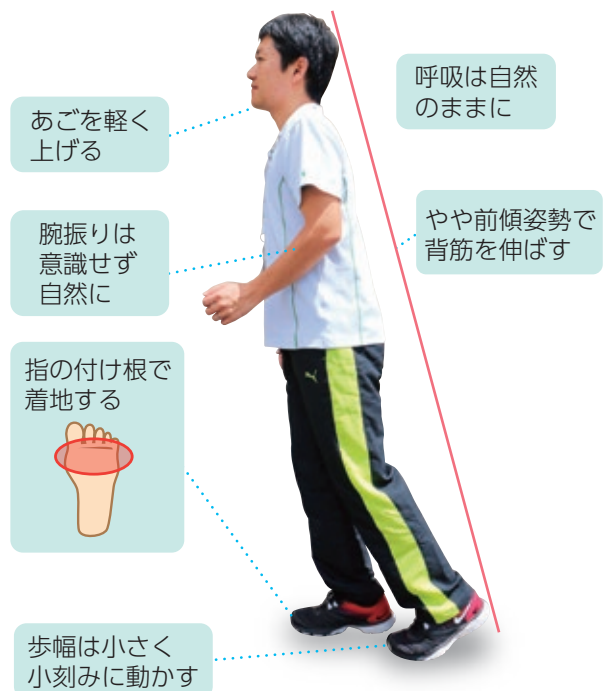 呼吸は自然
のままに
あごを軽く
上げる
やや前傾姿勢で
背筋を伸ばす
腕振りは
意識せず
自然に
指の付け根で
着地する
歩幅は小さく
小刻みに動かす